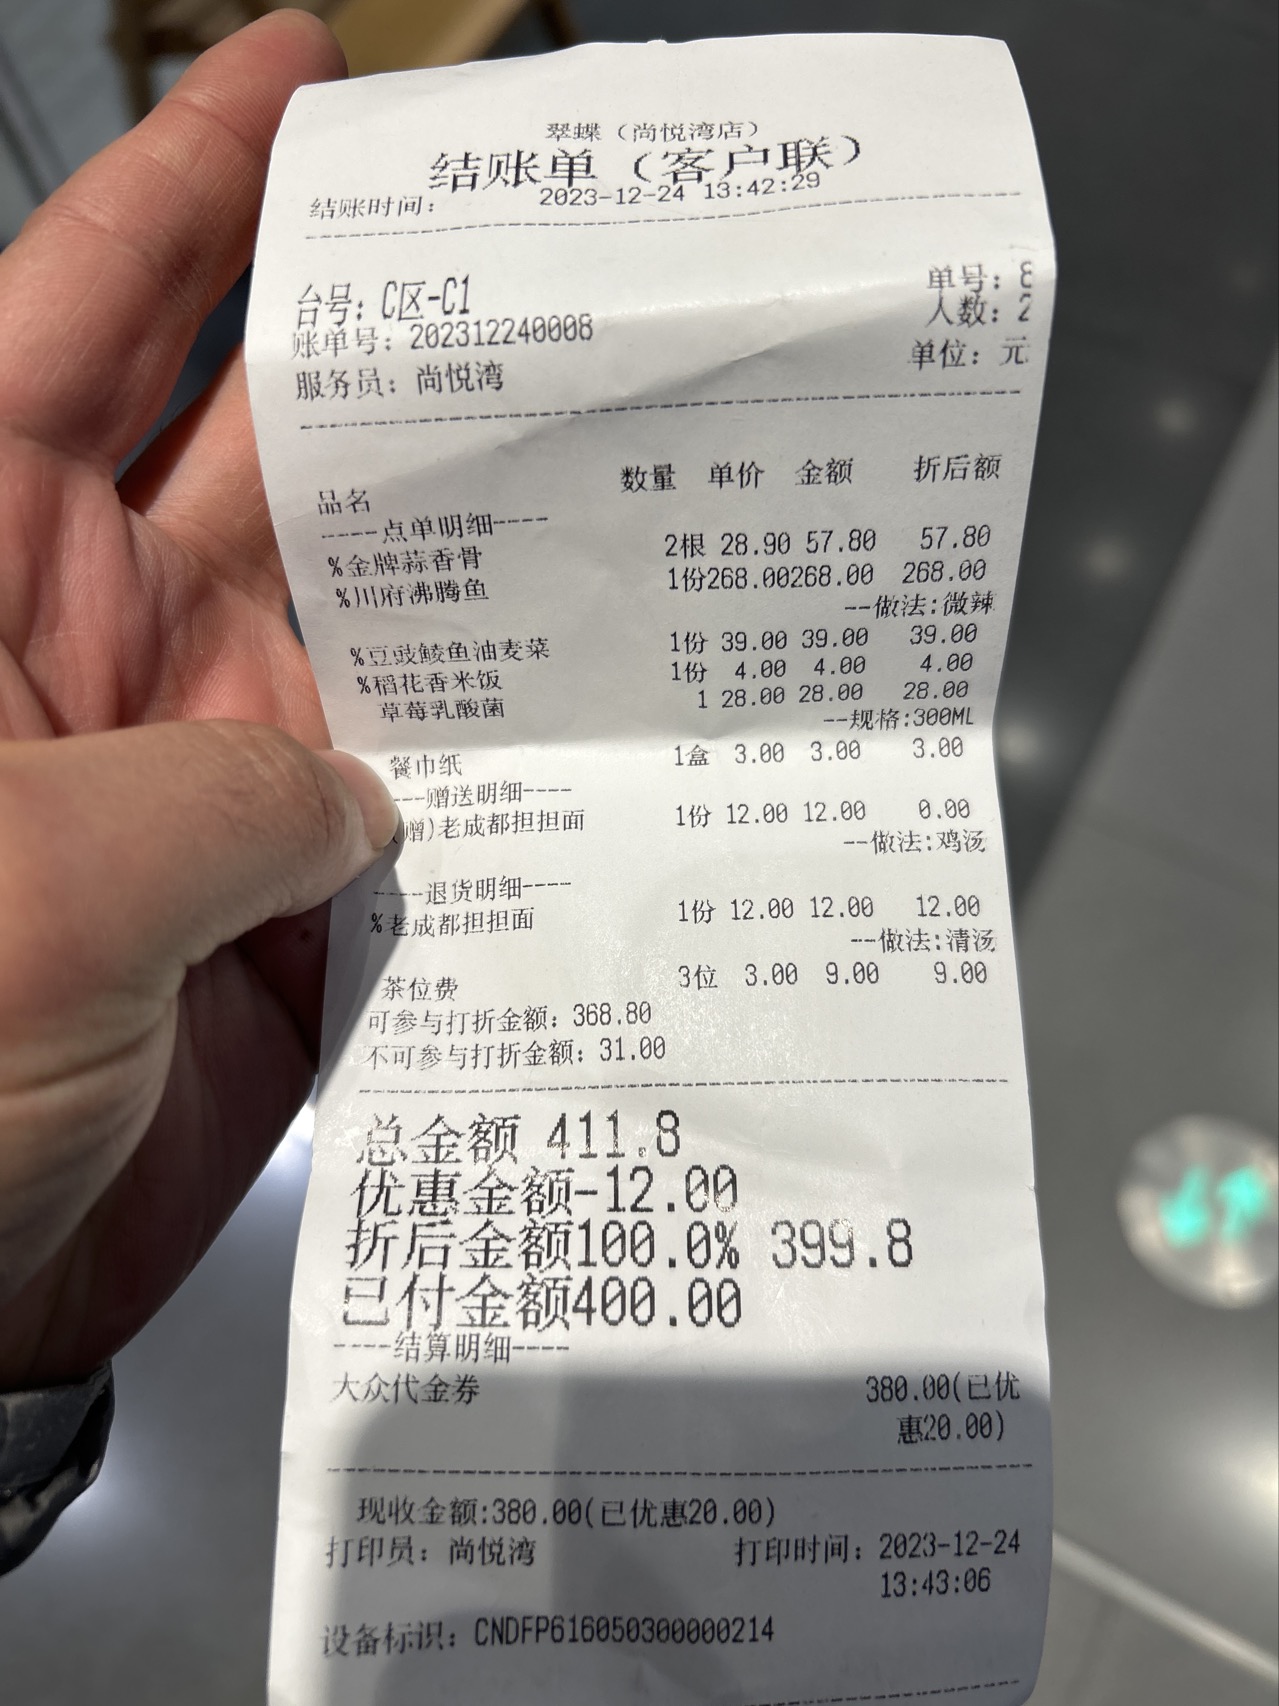 翠蝶（尚悦湾店）
结账单（客户联）
结账时间： 2023-12-24 13:42:29
台号：C区-C1 单号：8
账单号：202312240008 人数：2
服务员：尚悦湾 单位：元
品名 数量 单价 金额 折后额
----点单明细----
%金牌蒜香骨 2根 28.90 57.80 57.80
%川府沸腾鱼 1份268.00268.00 268.00
--做法:微辣
%豆豉鲮鱼油麦菜 1份 39.00 39.00 39.00
%稻花香米饭 1份 4.00 4.00 4.00
草莓乳酸菌 1 28.00 28.00 28.00
--规格:300ML
餐巾纸 1盒 3.00 3.00 3.00
---赠送明细----
(赠)老成都担担面 1份 12.00 12.00 0.00
--做法:鸡汤
----退货明细----
%老成都担担面 1份 12.00 12.00 12.00
--做法:清汤
茶位费 3位 3.00 9.00 9.00
可参与打折金额：368.80
不可参与打折金额：31.00
总金额 411.8
优惠金额-12.00
折后金额100.0% 399.8
已付金额400.00
----结算明细----
大众代金券 380.00(已优
惠20.00)
现收金额:380.00(已优惠20.00)
打印员：尚悦湾 打印时间：2023-12-24
13:43:06
设备标识：CNDFP616050300000214